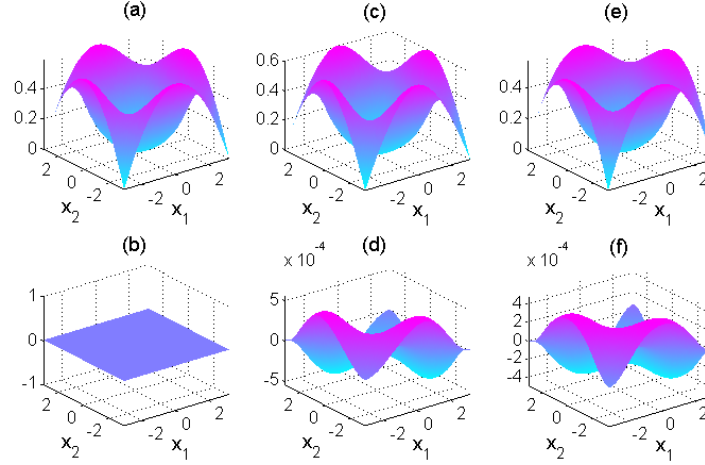 (a) (c) (e)
0.6
0.4 0.4 0.4
0.2 0.2 0.2
0 0 0
2 0 -2 -2 0 2 2 0 -2 -2 0 2 2 0 -2 -2 0 2
x2 x1 x2 x1 x2 x1
(b) (d) (f)
x 10-4 x 10-4
1 5 4
2
0 0 0
-2
-1 -5 -4
2 0 -2 -2 0 2 2 0 -2 -2 0 2 2 0 -2 -2 0 2
x2 x1 x2 x1 x2 x1